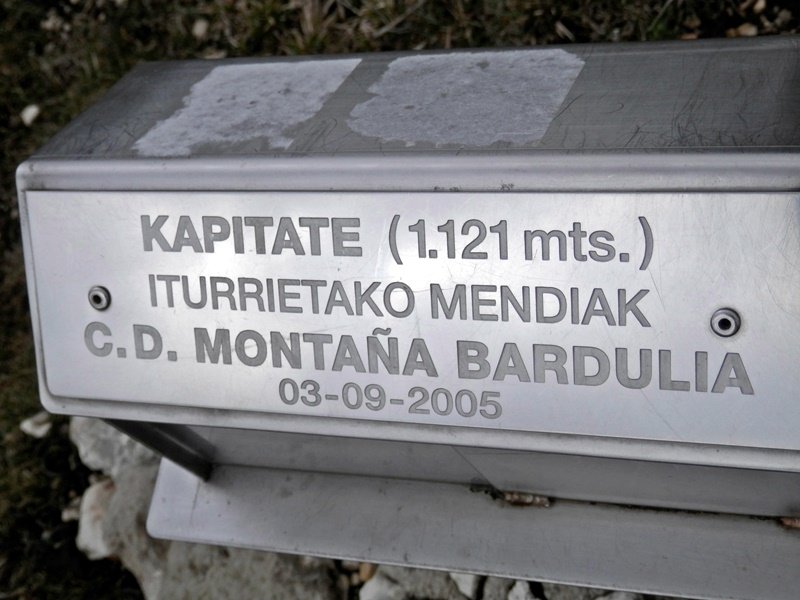 KAPITATE (1.121 mts.)
ITURRIETAKO MENDIAK
C.D. MONTAÑA BARDULIA
03-09-2005